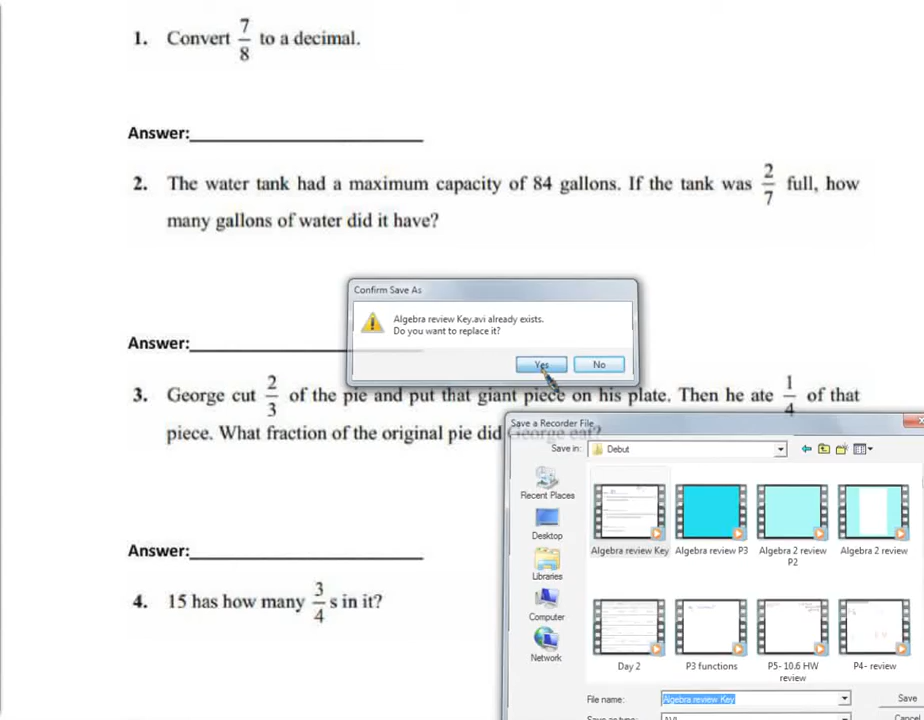 1. Convert 7/8 to a decimal.
Answer:
2. The water tank had a maximum capacity of 84 gallons. If the tank was 2/7 full, how
many gallons of water did it have?
Confirm Save As
Algebra review Key.avi already exists.
Do you want to replace it?
Yes No
Answer:
3. George cut 2/3 of the pie and put that giant piece on his plate. Then he ate 1/4 of that
piece. What fraction of the original pie did George eat?
Save a Recorder File
Save in: Debut
Recent Places
Desktop
Libraries
Computer
Network
Algebra review Key
Algebra review P3
Algebra 2 review
P2
Algebra 2 review
Day 2
P3 functions
P5- 10.6 HW
review
P4- review
File name: Algebra review Key Save
Answer:
4. 15 has how many 3/4 s in it?